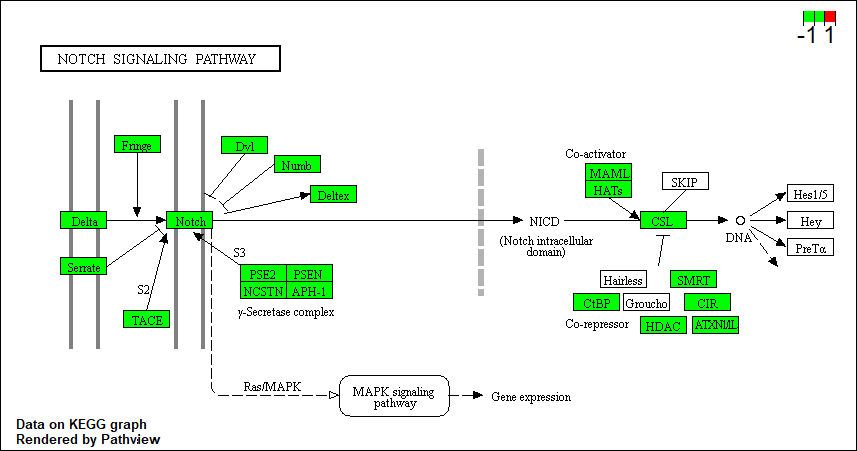 -1 1
NOTCH SIGNALING PATHWAY
Fringe
Dvl
Numb
Deltex
Delta
Notch
Serrate
S2
TACE
S3
PSE2 PSEN
NCSTN APH-1
γ-Secretase complex
NICD
(Notch intracellular
domain)
Co-activator
MAML
HATs
SKIP
CSL
DNA
Hes1/5
Hey
PreTα
Hairless
SMRT
CtBP
Groucho
CIR
Co-repressor
HDAC
ATXN1L
Ras/MAPK
MAPK signaling
pathway
Gene expression
Data on KEGG graph
Rendered by Pathview